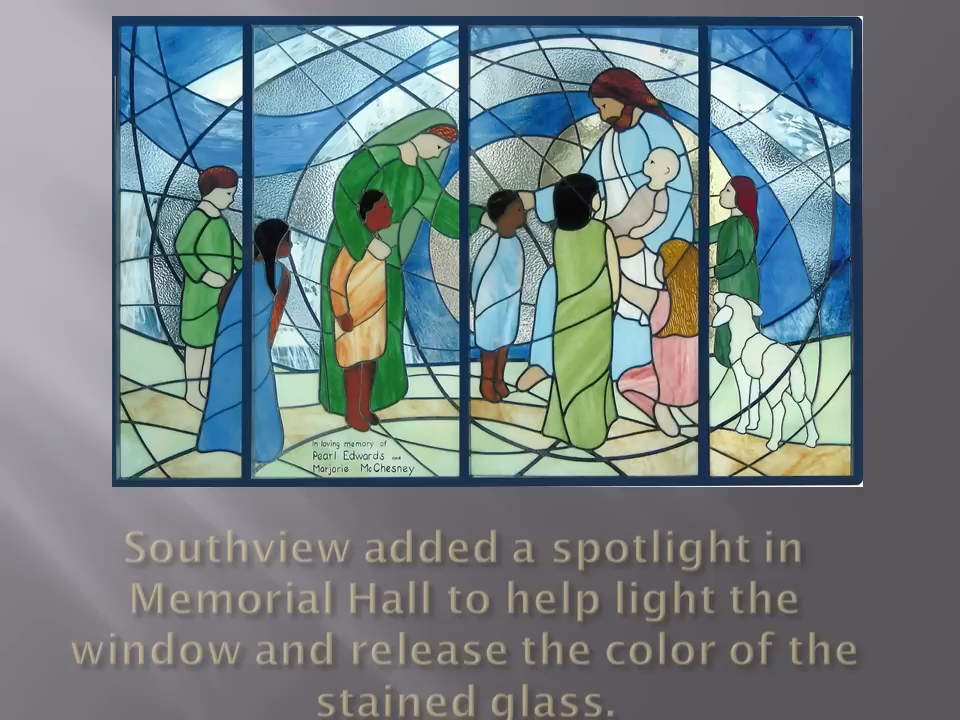 In loving memory of
Pearl Edwards and
Marjorie McChesney
Southview added a spotlight in
Memorial Hall to help light the
window and release the color of the
stained glass.